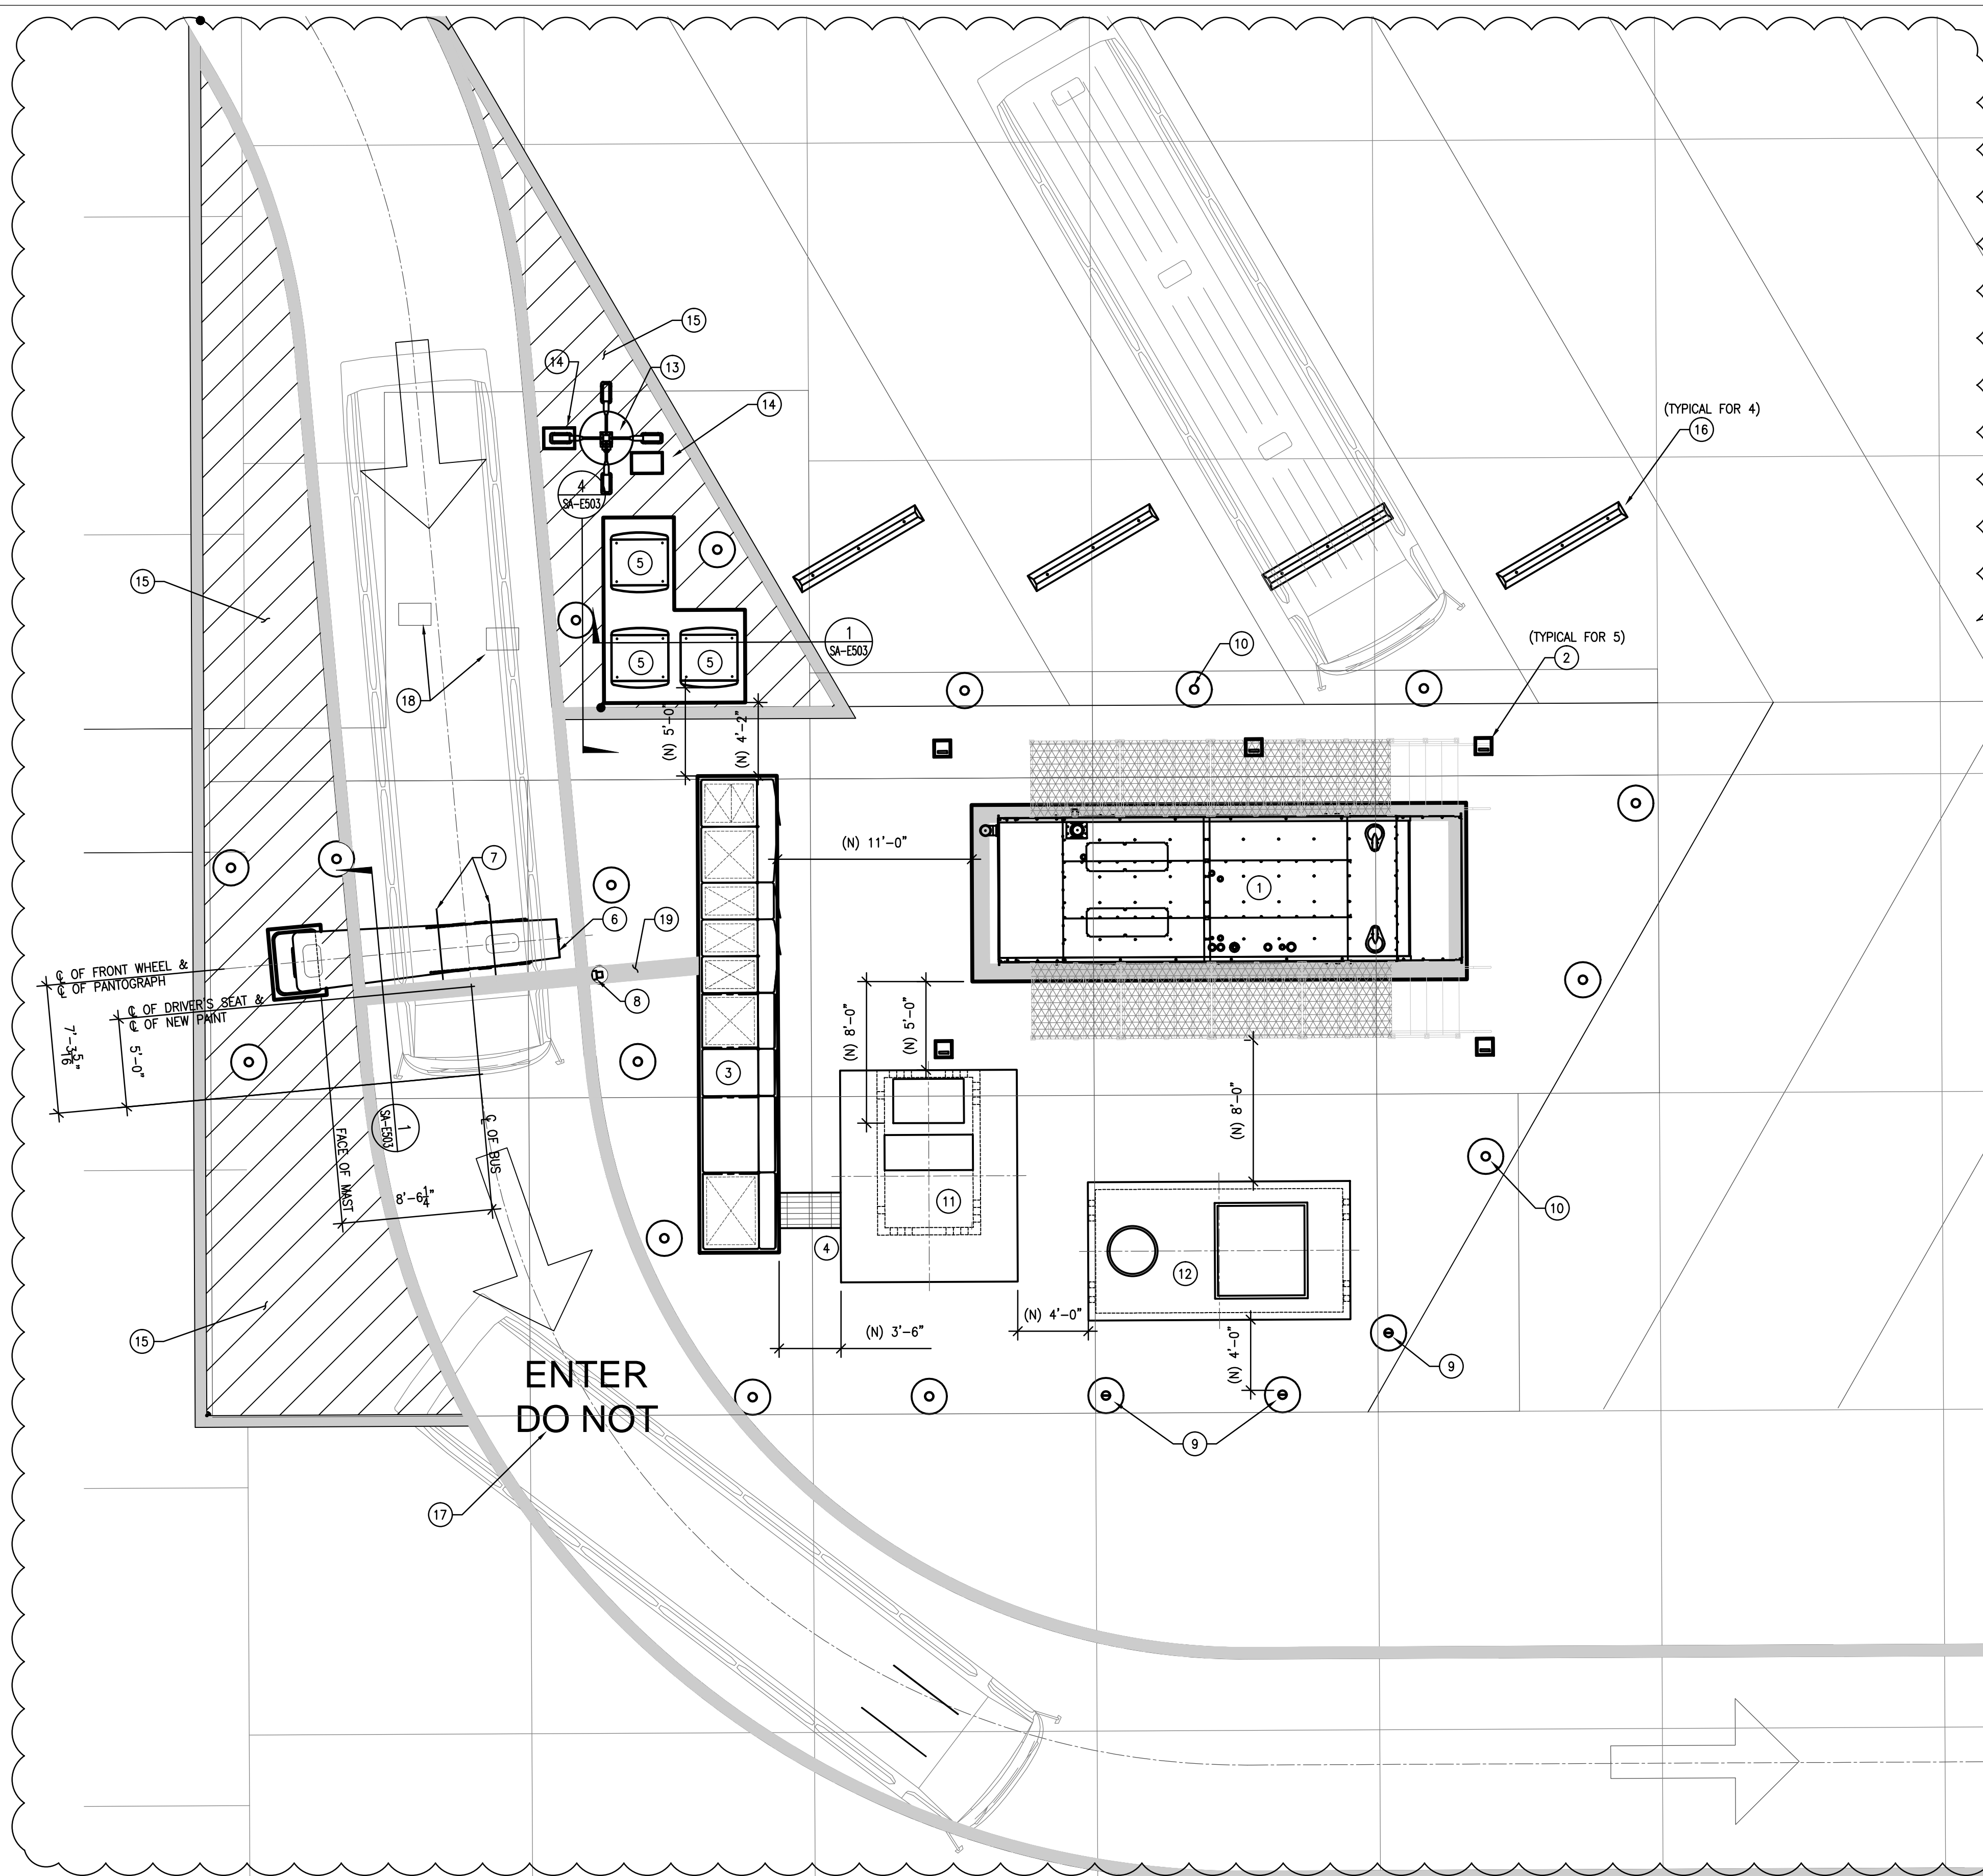 15
14
13
14
(TYPICAL FOR 4)
16
4
SA-E503
5
15
1
SA-E503
5
5
10
(TYPICAL FOR 5)
2
18
(N) 5'-0"
(N) 4'-2"
(N) 11'-0"
7
1
6
19
℄ OF FRONT WHEEL &
℄ OF PANTOGRAPH
℄ OF DRIVER'S SEAT &
℄ OF NEW PAINT
8
7'-3 5/16"
5'-0"
(N) 8'-0"
(N) 5'-0"
3
(N) 8'-0"
1
SA-E503
FACE OF MAST
℄ OF BUS
8'-6 1/4"
11
10
4
12
(N) 3'-6"
(N) 4'-0"
(N) 4'-0"
15
9
ENTER
DO NOT
9
17